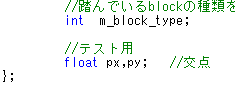 //踏んでいるblockの種類を
int m_block_type;
//テスト用
float px,py; //交点
};